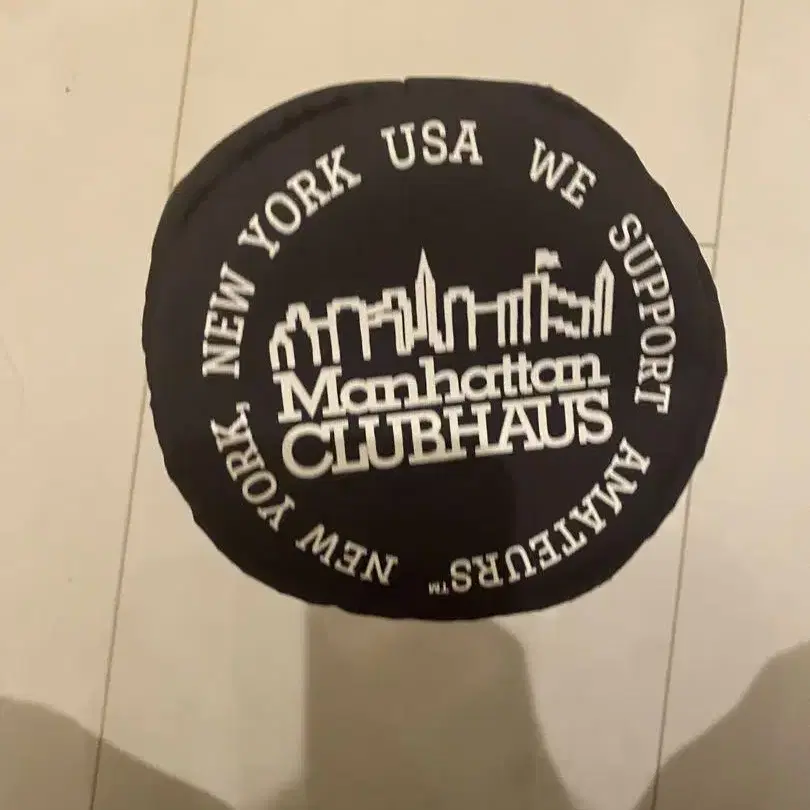 NEW YORK, NEW YORK USA WE SUPPORT AMATEURS™
Manhattan
CLUBHAUS